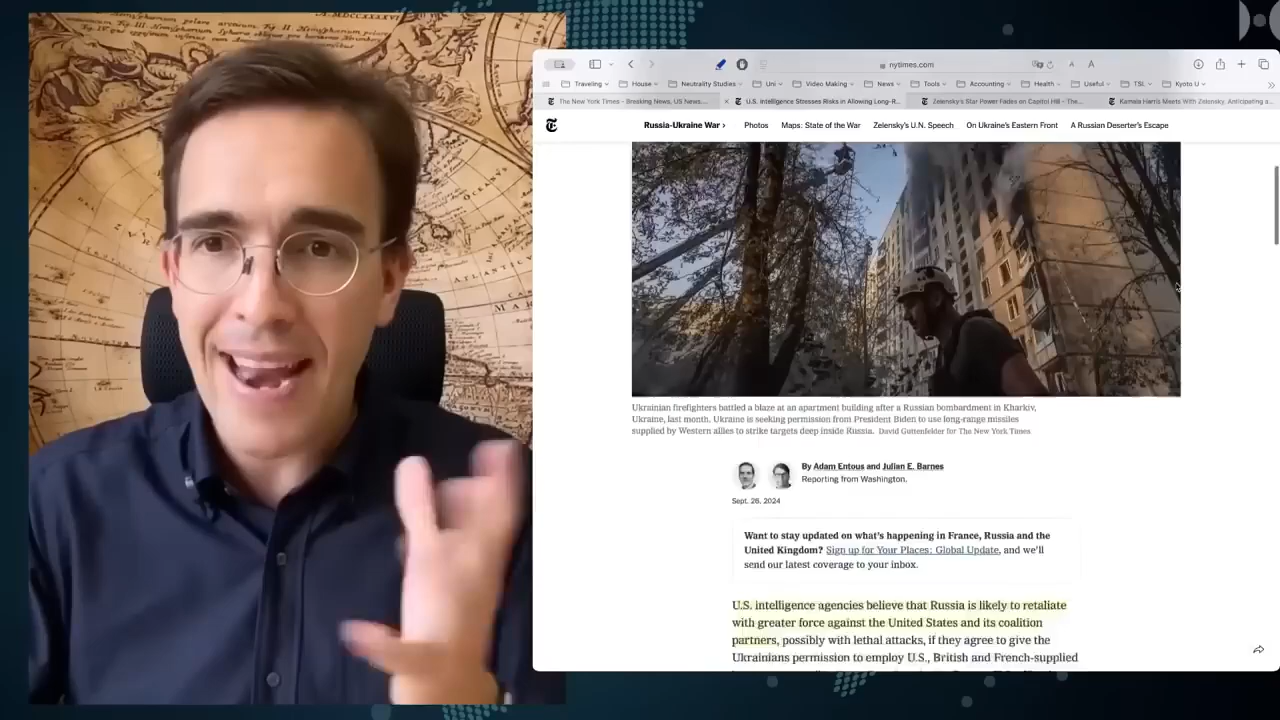 nytimes.com
Traveling
House
Neutrality Studies
Uni
Video Making
News
Tools
Accounting
Health
Useful
TSL
Kyoto U
The New York Times - Breaking News, US News,...
U.S. Intelligence Stresses Risks in Allowing Long-R...
Zelensky's Star Power Fades on Capitol Hill - The...
Kamala Harris Meets With Zelensky, Anticipating a
Russia-Ukraine War ›
Photos
Maps: State of the War
Zelensky's U.N. Speech
On Ukraine's Eastern Front
A Russian Deserter's Escape
Ukrainian firefighters battled a blaze at an apartment building after a Russian bombardment in Kharkiv,
Ukraine, last month. Ukraine is seeking permission from President Biden to use long-range missiles
supplied by Western allies to strike targets deep inside Russia. David Guttenfelder for The New York Times
By Adam Entous and Julian E. Barnes
Reporting from Washington.
Sept. 26, 2024
Want to stay updated on what's happening in France, Russia and the
United Kingdom? Sign up for Your Places: Global Update, and we'll
send our latest coverage to your inbox.
U.S. intelligence agencies believe that Russia is likely to retaliate
with greater force against the United States and its coalition
partners, possibly with lethal attacks, if they agree to give the
Ukrainians permission to employ U.S., British and French-supplied